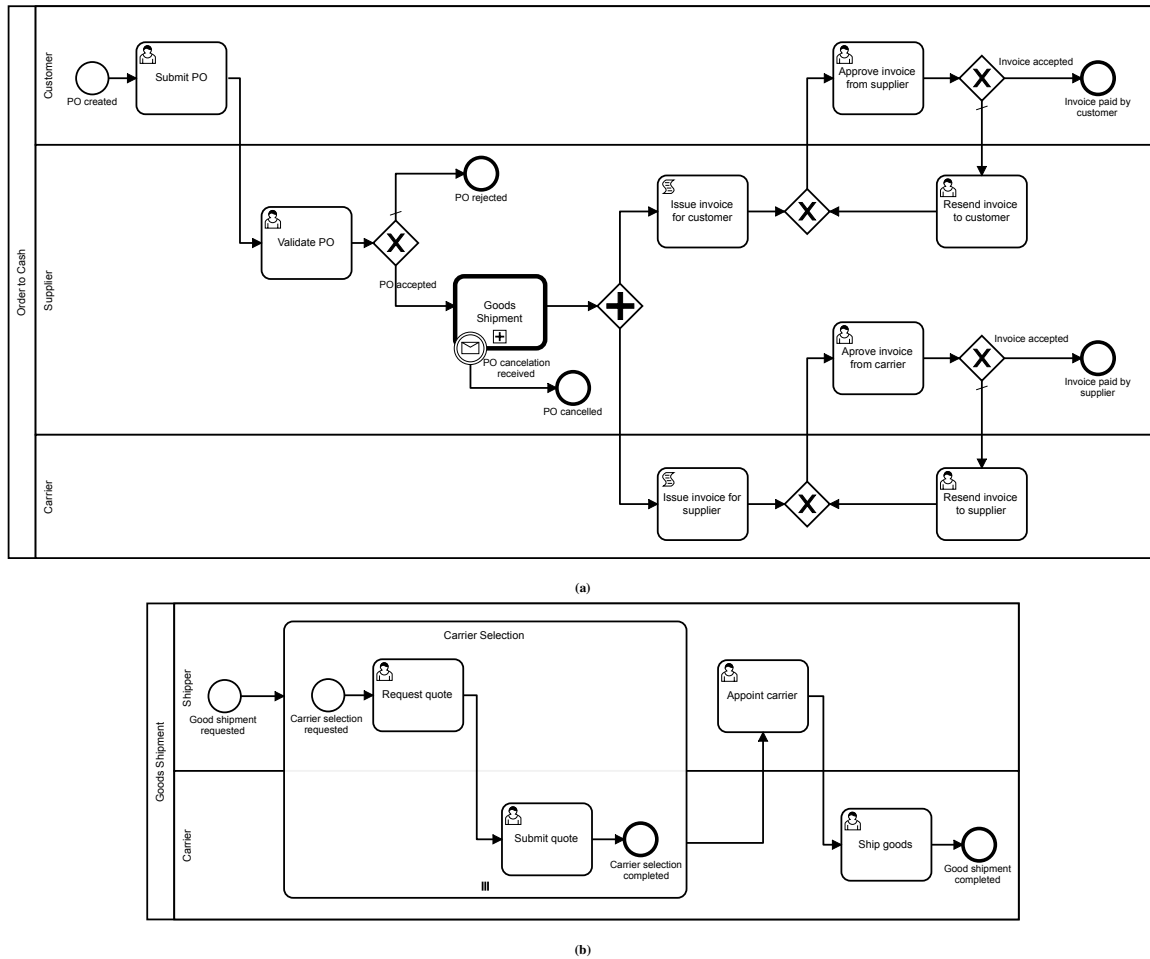 Order to Cash
Customer
PO created
Submit PO
Approve invoice
from supplier
Invoice accepted
Invoice paid by
customer
Supplier
Validate PO
PO rejected
PO accepted
Goods
Shipment
PO cancelation
received
PO cancelled
Issue invoice
for customer
Resend invoice
to customer
Aprove invoice
from carrier
Invoice accepted
Invoice paid by
supplier
Carrier
Issue invoice for
supplier
Resend invoice
to supplier
(a)
Goods Shipment
Shipper
Good shipment
requested
Carrier Selection
Carrier selection
requested
Request quote
Appoint carrier
Carrier
Submit quote
Carrier selection
completed
Ship goods
Good shipment
completed
(b)